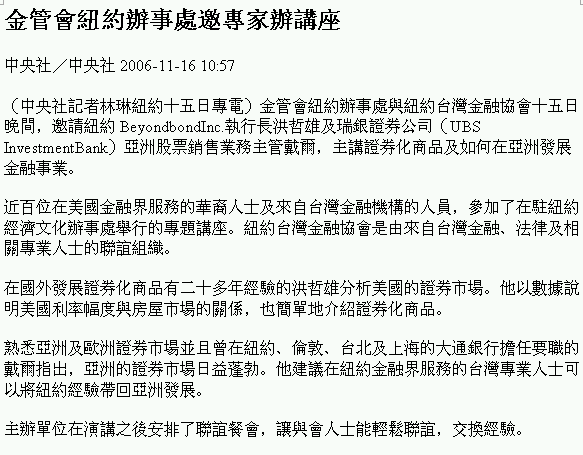 金管會紐約辦事處邀專家辦講座
中央社／中央社 2006-11-16 10:57
（中央社記者林琳紐約十五日專電）金管會紐約辦事處與紐約台灣金融協會十五日
晚間，邀請紐約 BeyondbondInc.執行長洪哲雄及瑞銀證券公司（UBS
InvestmentBank）亞洲股票銷售業務主管戴爾，主講證券化商品及如何在亞洲發展
金融事業。
近百位在美國金融界服務的華裔人士及來自台灣金融機構的人員，參加了在駐紐約
經濟文化辦事處舉行的專題講座。紐約台灣金融協會是由來自台灣金融、法律及相
關專業人士的聯誼組織。
在國外發展證券化商品有二十多年經驗的洪哲雄分析美國的證券市場。他以數據說
明美國利率幅度與房屋市場的關係，也簡單地介紹證券化商品。
熟悉亞洲及歐洲證券市場並且曾在紐約、倫敦、台北及上海的大通銀行擔任要職的
戴爾指出，亞洲的證券市場日益蓬勃。他建議在紐約金融界服務的台灣專業人士可
以將紐約經驗帶回亞洲發展。
主辦單位在演講之後安排了聯誼餐會，讓與會人士能輕鬆聯誼，交換經驗。